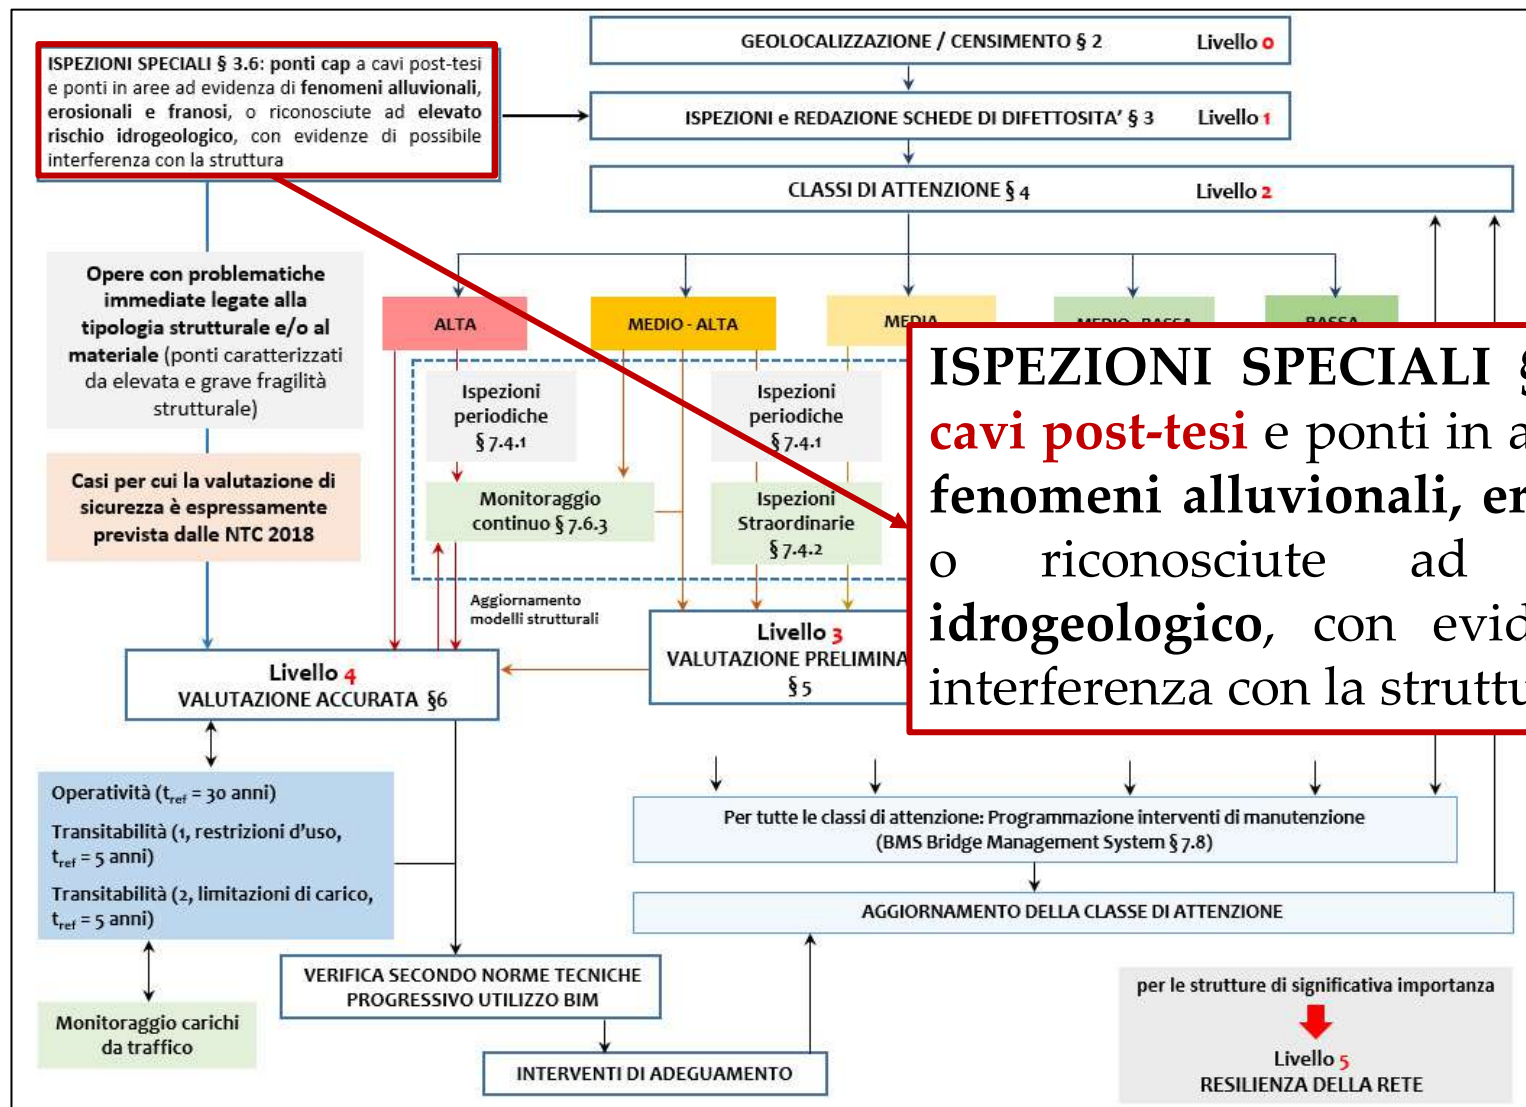 GEOLOCALIZZAZIONE / CENSIMENTO § 2 Livello 0
ISPEZIONI SPECIALI § 3.6: ponti cap a cavi post-tesi
e ponti in aree ad evidenza di fenomeni alluvionali,
erosionali e franosi, o riconosciute ad elevato
rischio idrogeologico, con evidenze di possibile
interferenza con la struttura
ISPEZIONI e REDAZIONE SCHEDE DI DIFETTOSITA' § 3 Livello 1
CLASSI DI ATTENZIONE § 4 Livello 2
Opere con problematiche
immediate legate alla
tipologia strutturale e/o al
materiale (ponti caratterizzati
da elevata e grave fragilità
strutturale)
Casi per cui la valutazione di
sicurezza è espressamente
prevista dalle NTC 2018
ALTA
MEDIO - ALTA
MEDIA
MEDIO - BASSA
BASSA
Ispezioni
periodiche
§ 7.4.1
Monitoraggio
continuo § 7.6.3
Ispezioni
periodiche
§ 7.4.1
Ispezioni
Straordinarie
§ 7.4.2
ISPEZIONI SPECIALI §
cavi post-tesi e ponti in a
fenomeni alluvionali, er
o riconosciute ad
idrogeologico, con evid
interferenza con la struttu
Aggiornamento
modelli strutturali
Livello 3
VALUTAZIONE PRELIMINA
§ 5
Livello 4
VALUTAZIONE ACCURATA §6
Operatività (tref = 30 anni)
Transitabilità (1, restrizioni d'uso,
tref = 5 anni)
Transitabilità (2, limitazioni di carico,
tref = 5 anni)
Per tutte le classi di attenzione: Programmazione interventi di manutenzione
(BMS Bridge Management System § 7.8)
AGGIORNAMENTO DELLA CLASSE DI ATTENZIONE
VERIFICA SECONDO NORME TECNICHE
PROGRESSIVO UTILIZZO BIM
Monitoraggio carichi
da traffico
INTERVENTI DI ADEGUAMENTO
per le strutture di significativa importanza
Livello 5
RESILIENZA DELLA RETE